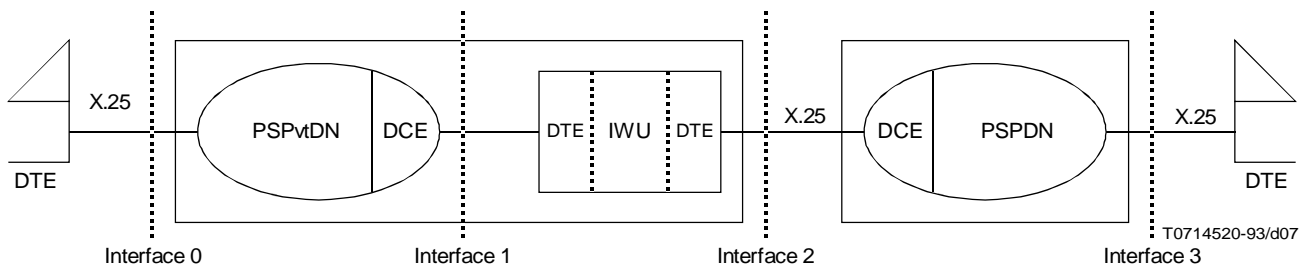 X.25
PSPvtDN
DCE
DTE
IWU
DTE
X.25
DCE
PSPDN
X.25
DTE
DTE
T0714520-93/d07
Interface 0
Interface 1
Interface 2
Interface 3